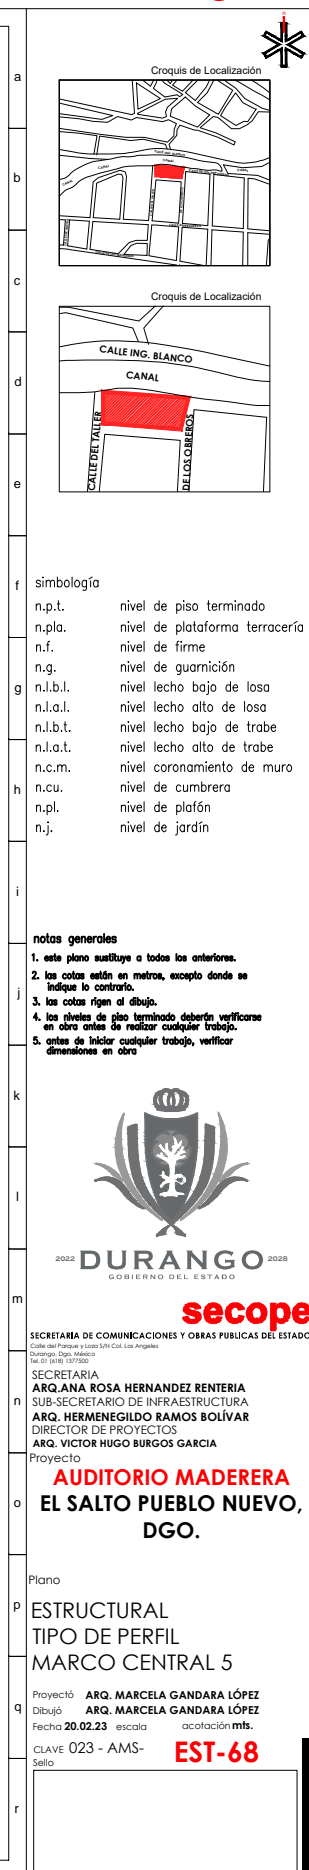 a
Croquis de Localización
b
CANAL
c
Croquis de Localización
CALLE ING. BLANCO
CANAL
d
CALLE DEL TALLER
DE LOS OBREROS
e
f
simbología
n.p.t. nivel de piso terminado
n.pla. nivel de plataforma terracería
n.f. nivel de firme
n.g. nivel de guarnición
g
n.l.b.l. nivel lecho bajo de losa
n.l.a.l. nivel lecho alto de losa
n.l.b.t. nivel lecho bajo de trabe
n.l.a.t. nivel lecho alto de trabe
n.c.m. nivel coronamiento de muro
h
n.cu. nivel de cumbrera
n.pl. nivel de plafón
n.j. nivel de jardín
i
notas generales
1. este plano sustituye a todos los anteriores.
2. las cotas están en metros, excepto donde se
indique lo contrario.
j
3. las cotas rigen al dibujo.
4. los niveles de piso terminado deberán verificarse
en obra antes de realizar cualquier trabajo.
5. antes de iniciar cualquier trabajo, verificar
dimensiones en obra
k
l
2022 DURANGO 2028
GOBIERNO DEL ESTADO
m
secope
SECRETARIA DE COMUNICACIONES Y OBRAS PUBLICAS DEL ESTADO
Calle del Parque y Loza S/N Col. Los Angeles
Durango, Dgo. México
Tel. 01 (618) 1377500
SECRETARIA
ARQ.ANA ROSA HERNANDEZ RENTERIA
n
SUB-SECRETARIO DE INFRAESTRUCTURA
ARQ. HERMENEGILDO RAMOS BOLÍVAR
DIRECTOR DE PROYECTOS
ARQ. VICTOR HUGO BURGOS GARCIA
Proyecto
AUDITORIO MADERERA
o
EL SALTO PUEBLO NUEVO,
DGO.
Plano
p
ESTRUCTURAL
TIPO DE PERFIL
MARCO CENTRAL 5
Proyectó ARQ. MARCELA GANDARA LÓPEZ
q
Dibujó ARQ. MARCELA GANDARA LÓPEZ
Fecha 20.02.23 escala acotación mts.
CLAVE 023 - AMS- EST-68
Sello
r